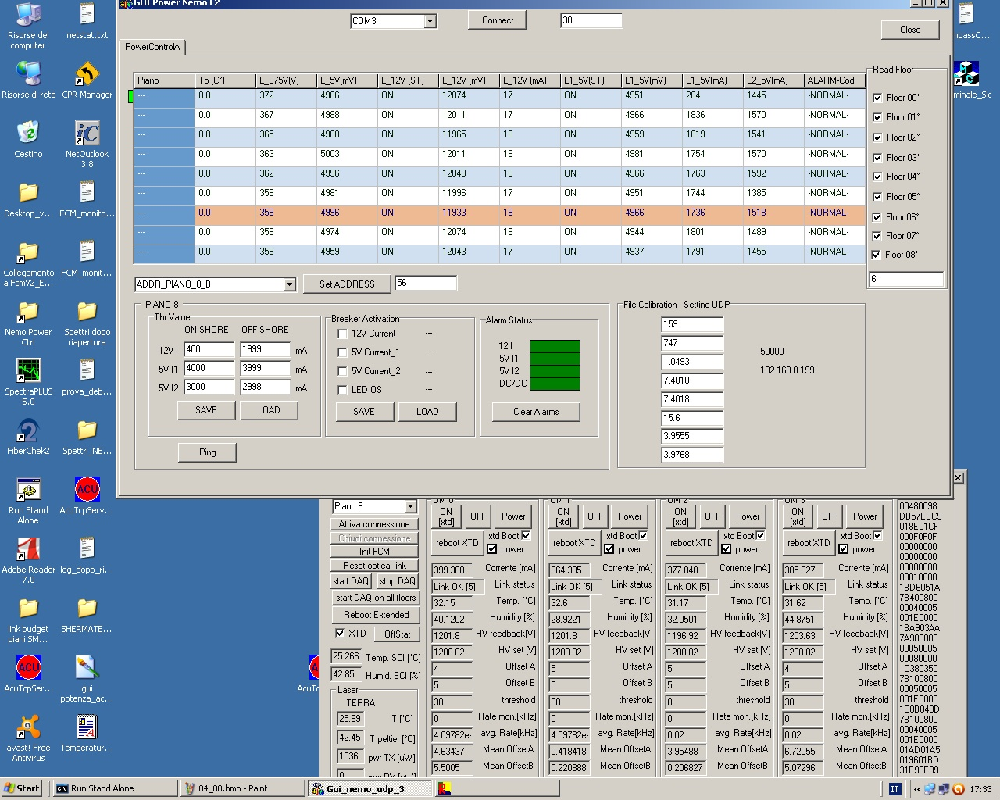 GUI Power Nemo F2
COM3
Connect
38
Close
PowerControlA
Piano Tp (C°) L_375V(V) L_5V(mV) L_12V (ST) L_12V (mV) L_12V (mA) L1_5V(ST) L1_5V(mV) L1_5V(mA) L2_5V(mA) ALARM-Cod
--- 0.0 372 4966 ON 12074 17 ON 4951 284 1445 -NORMAL-
--- 0.0 367 4988 ON 12011 17 ON 4966 1836 1570 -NORMAL-
--- 0.0 365 4988 ON 11965 18 ON 4959 1819 1541 -NORMAL-
--- 0.0 363 5003 ON 12011 16 ON 4981 1754 1570 -NORMAL-
--- 0.0 362 4996 ON 12043 16 ON 4966 1763 1592 -NORMAL-
--- 0.0 359 4981 ON 11996 17 ON 4951 1744 1385 -NORMAL-
--- 0.0 358 4996 ON 11933 18 ON 4966 1736 1518 -NORMAL-
--- 0.0 358 4974 ON 12074 18 ON 4944 1801 1489 -NORMAL-
--- 0.0 358 4959 ON 12043 17 ON 4937 1791 1455 -NORMAL-
Read Floor
Floor 00°
Floor 01°
Floor 02°
Floor 03°
Floor 04°
Floor 05°
Floor 06°
Floor 07°
Floor 08°
6
ADDR_PIANO_8_B
Set ADDRESS
56
PIANO 8
Thr Value
ON SHORE OFF SHORE
12V I 400 1999 mA
5V I1 4000 3999 mA
5V I2 3000 2998 mA
SAVE LOAD
Ping
Breaker Activation
12V Current ---
5V Current_1 ---
5V Current_2 ---
LED OS ---
SAVE LOAD
Alarm Status
12 I
5V I1
5V I2
DC/DC
Clear Alarms
File Calibration - Setting UDP
159
747
1.0493
7.4018
7.4018
15.6
3.9555
3.9768
50000
192.168.0.199
Risorse del computer
netstat.txt
Risorse di rete
CPR Manager
Cestino
NetOutlook 3.8
Desktop_v...
FCM_monito...
Collegamento a FcmV2_E...
FCM_monit...
Nemo Power Ctrl
Spettri dopo riapertura
SpectraPLUS 5.0
prova_deb...
FiberChek2
Spettri_NE...
Run Stand Alone
ACU
AcuTcpServ...
Adobe Reader 7.0
log_dopo_ri...
link budget piani SM...
SHERMATE...
ACU
AcuTcpSer...
gui potenza_ac...
avast! Free Antivirus
Temperatur...
mpassC...
minale_Slc
AcuTc
Piano 8
Attiva connessione
Chiudi connessione
Init FCM
Reset optical link
start DAQ stop DAQ
start DAQ on all floors
Reboot Extended
XTD OffStat
25.266 Temp. SCI [°C]
42.85 Humid. SCI [%]
Laser
TERRA
25.99 T [°C]
42.45 T peltier [°C]
1536 pwr TX [uW]
OM 0
ON [xtd] OFF Power
reboot XTD xtd Boot power
399.388 Corrente [mA]
Link OK [5] Link status
32.15 Temp. [°C]
40.1202 Humidity [%]
1201.8 HV feedback[V]
1200.02 HV set [V]
4 Offset A
5 Offset B
30 threshold
0 Rate mon.[kHz]
4.09782e- avg. Rate[kHz]
4.63437 Mean OffsetA
5.5005 Mean OffsetB
OM 1
ON [xtd] OFF Power
reboot XTD xtd Boot power
364.385 Corrente [mA]
Link OK [5] Link status
32.6 Temp. [°C]
28.9221 Humidity [%]
1201.8 HV feedback[V]
1200.02 HV set [V]
5 Offset A
5 Offset B
30 threshold
0 Rate mon.[kHz]
4.09782e- avg. Rate[kHz]
0.418418 Mean OffsetA
0.220888 Mean OffsetB
OM 2
ON [xtd] OFF Power
reboot XTD xtd Boot power
377.848 Corrente [mA]
Link OK [5] Link status
31.17 Temp. [°C]
32.0501 Humidity [%]
1196.92 HV feedback[V]
1200.02 HV set [V]
5 Offset A
5 Offset B
8 threshold
0 Rate mon.[kHz]
0.02 avg. Rate[kHz]
3.95488 Mean OffsetA
0.206827 Mean OffsetB
OM 3
ON [xtd] OFF Power
reboot XTD xtd Boot power
385.027 Corrente [mA]
Link OK [5] Link status
31.62 Temp. [°C]
44.8751 Humidity [%]
1203.63 HV feedback[V]
1200.02 HV set [V]
4 Offset A
5 Offset B
30 threshold
0 Rate mon.[kHz]
0.02 avg. Rate[kHz]
6.72055 Mean OffsetA
5.07296 Mean OffsetB
00480098
DB57EBC9
018E01CF
000F0F0F
00000000
00000000
00000000
00010000
1BD6051A
7B400800
00040005
001E0000
1BA903AA
7A900800
00050005
00080000
1C380350
7B100800
00050005
001E0000
1C0B048D
7B100800
00040005
001E0000
01AD01A5
019601BD
31E9FE39
Start
Run Stand Alone
04_08.bmp - Paint
Gui_nemo_udp_3
IT
17:33